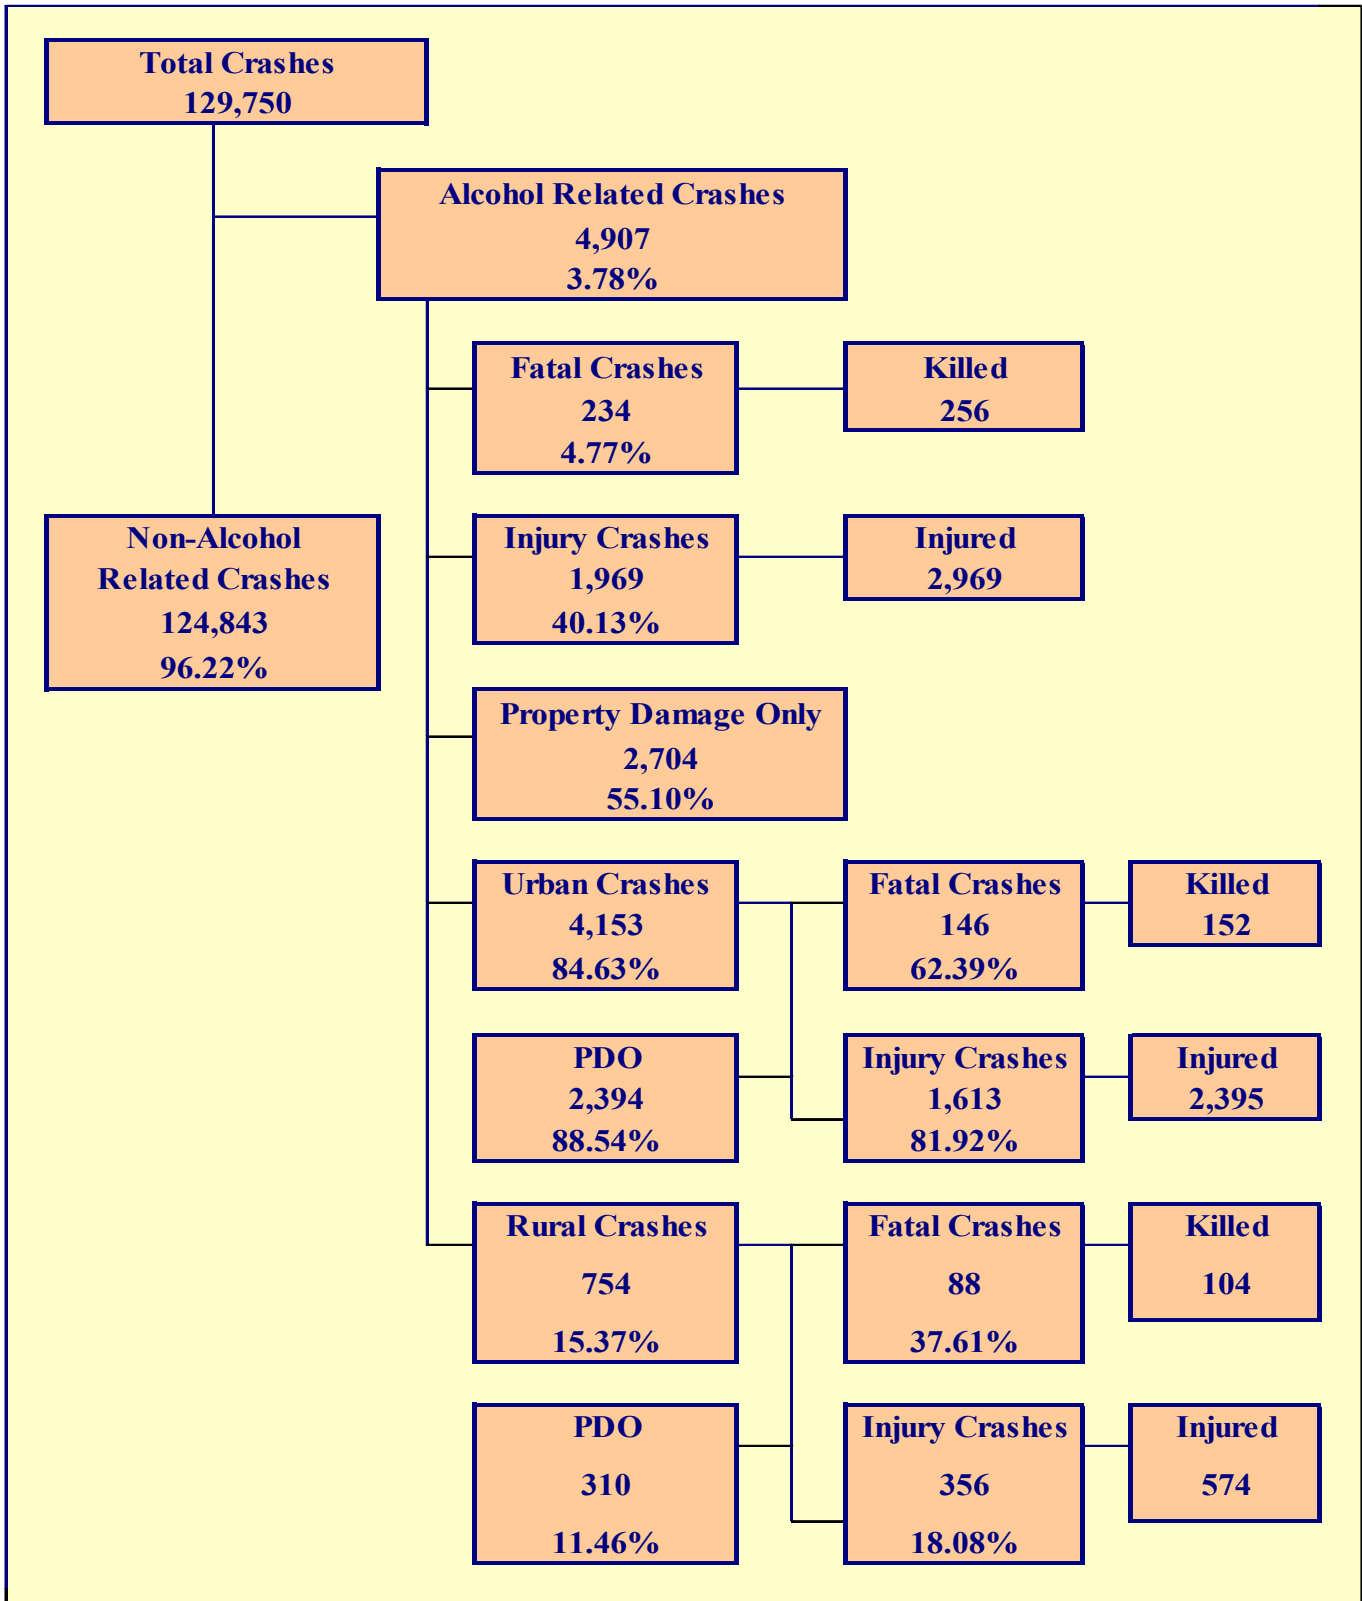 Total Crashes
129,750
Alcohol Related Crashes
4,907
3.78%
Fatal Crashes
234
4.77%
Killed
256
Non-Alcohol
Related Crashes
124,843
96.22%
Injury Crashes
1,969
40.13%
Injured
2,969
Property Damage Only
2,704
55.10%
Urban Crashes
4,153
84.63%
Fatal Crashes
146
62.39%
Killed
152
PDO
2,394
88.54%
Injury Crashes
1,613
81.92%
Injured
2,395
Rural Crashes
754
15.37%
Fatal Crashes
88
37.61%
Killed
104
PDO
310
11.46%
Injury Crashes
356
18.08%
Injured
574